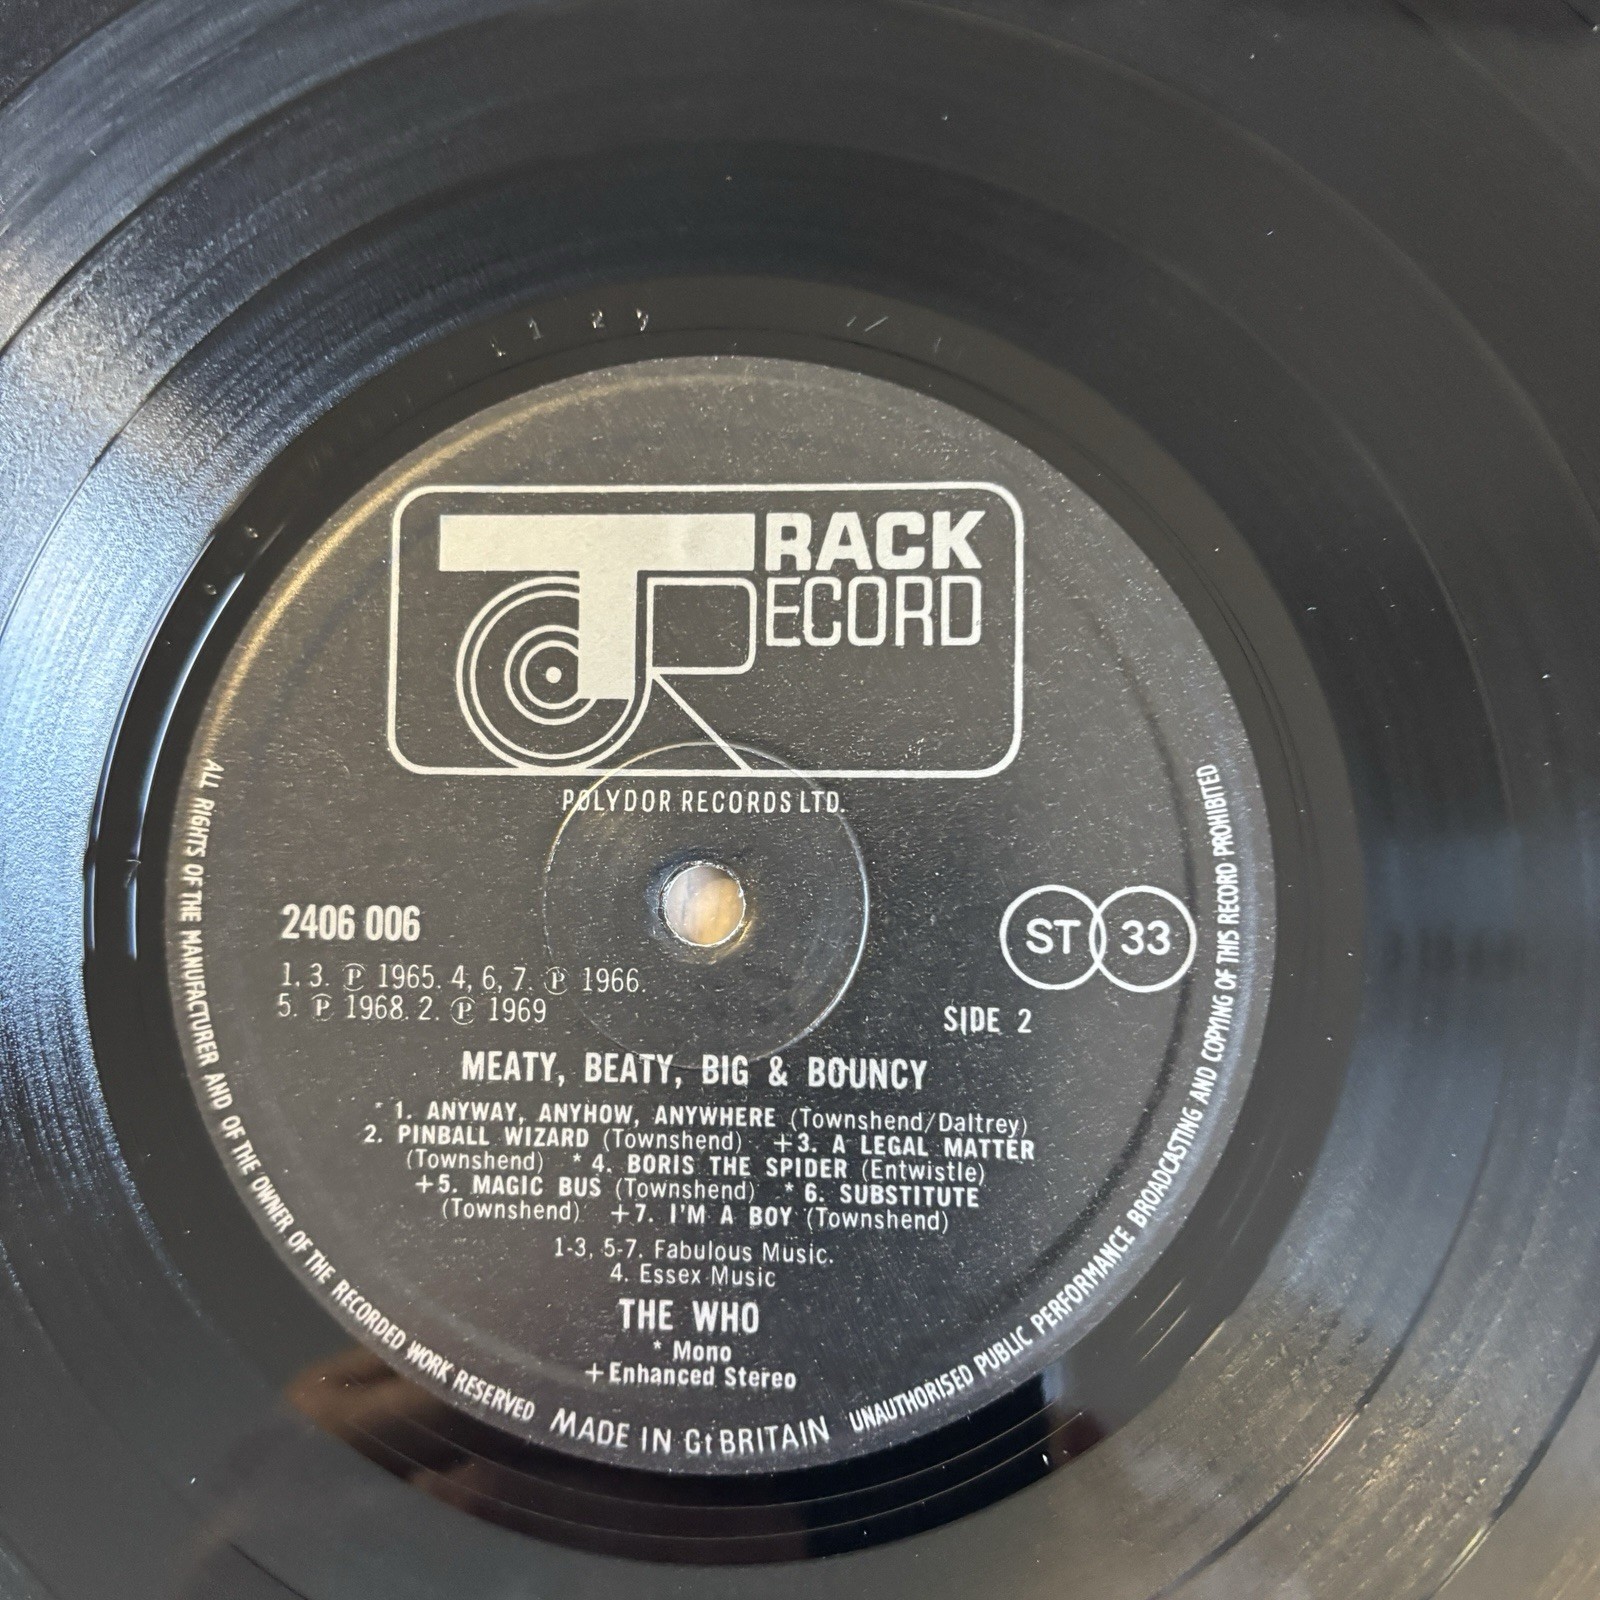 TRACK
RECORD
POLYDOR RECORDS LTD.
2406 006
1, 3. Ⓟ 1965. 4, 6, 7. Ⓟ 1966.
5. Ⓟ 1968. 2. Ⓟ 1969
ST 33
SIDE 2
MEATY, BEATY, BIG & BOUNCY
* 1. ANYWAY, ANYHOW, ANYWHERE (Townshend/Daltrey)
2. PINBALL WIZARD (Townshend) +3. A LEGAL MATTER
(Townshend) * 4. BORIS THE SPIDER (Entwistle)
+5. MAGIC BUS (Townshend) * 6. SUBSTITUTE
(Townshend) +7. I'M A BOY (Townshend)
1-3, 5-7. Fabulous Music.
4. Essex Music
THE WHO
* Mono
+Enhanced Stereo
ALL RIGHTS OF THE MANUFACTURER AND OF THE OWNER OF THE RECORDED WORK RESERVED
MADE IN Gt BRITAIN
UNAUTHORISED PUBLIC PERFORMANCE BROADCASTING AND COPYING OF THIS RECORD PROHIBITED